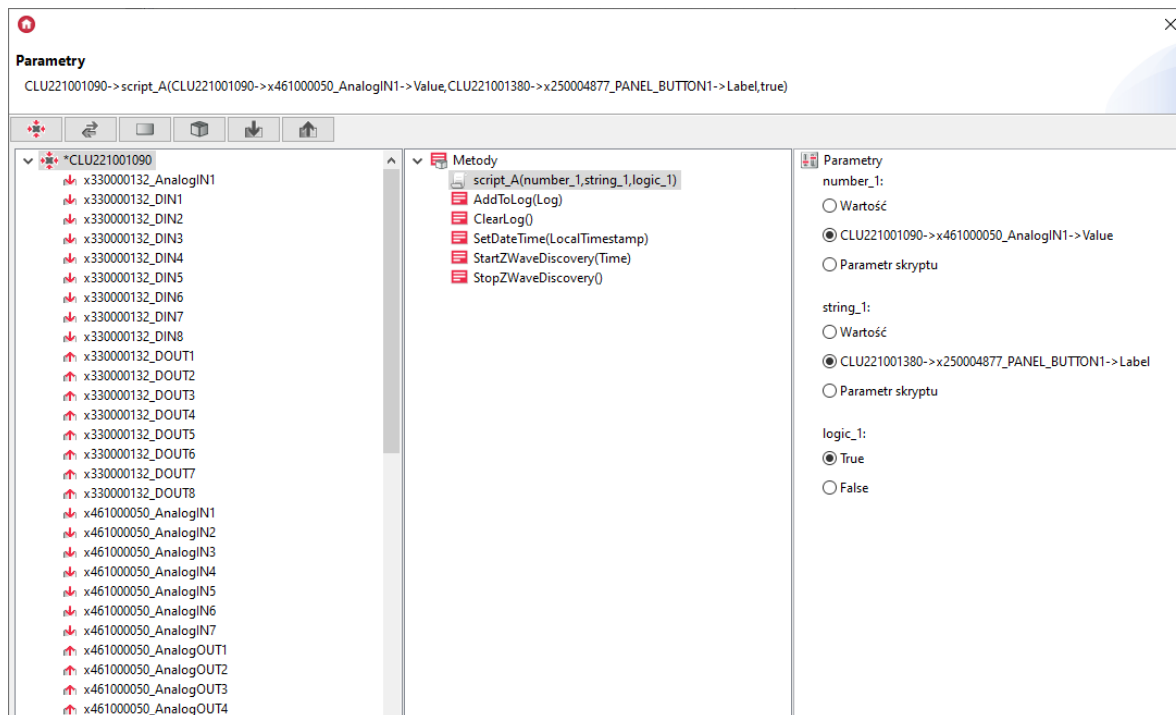 Parametry
CLU221001090->script_A(CLU221001090->x461000050_AnalogIN1->Value,CLU221001380->x250004877_PANEL_BUTTON1->Label,true)
*CLU221001090
x330000132_AnalogIN1
x330000132_DIN1
x330000132_DIN2
x330000132_DIN3
x330000132_DIN4
x330000132_DIN5
x330000132_DIN6
x330000132_DIN7
x330000132_DIN8
x330000132_DOUT1
x330000132_DOUT2
x330000132_DOUT3
x330000132_DOUT4
x330000132_DOUT5
x330000132_DOUT6
x330000132_DOUT7
x330000132_DOUT8
x461000050_AnalogIN1
x461000050_AnalogIN2
x461000050_AnalogIN3
x461000050_AnalogIN4
x461000050_AnalogIN5
x461000050_AnalogIN6
x461000050_AnalogIN7
x461000050_AnalogOUT1
x461000050_AnalogOUT2
x461000050_AnalogOUT3
x461000050_AnalogOUT4
Metody
script_A(number_1,string_1,logic_1)
AddToLog(Log)
ClearLog()
SetDateTime(LocalTimestamp)
StartZWaveDiscovery(Time)
StopZWaveDiscovery()
Parametry
number_1:
Wartość
CLU221001090->x461000050_AnalogIN1->Value
Parametr skryptu
string_1:
Wartość
CLU221001380->x250004877_PANEL_BUTTON1->Label
Parametr skryptu
logic_1:
True
False